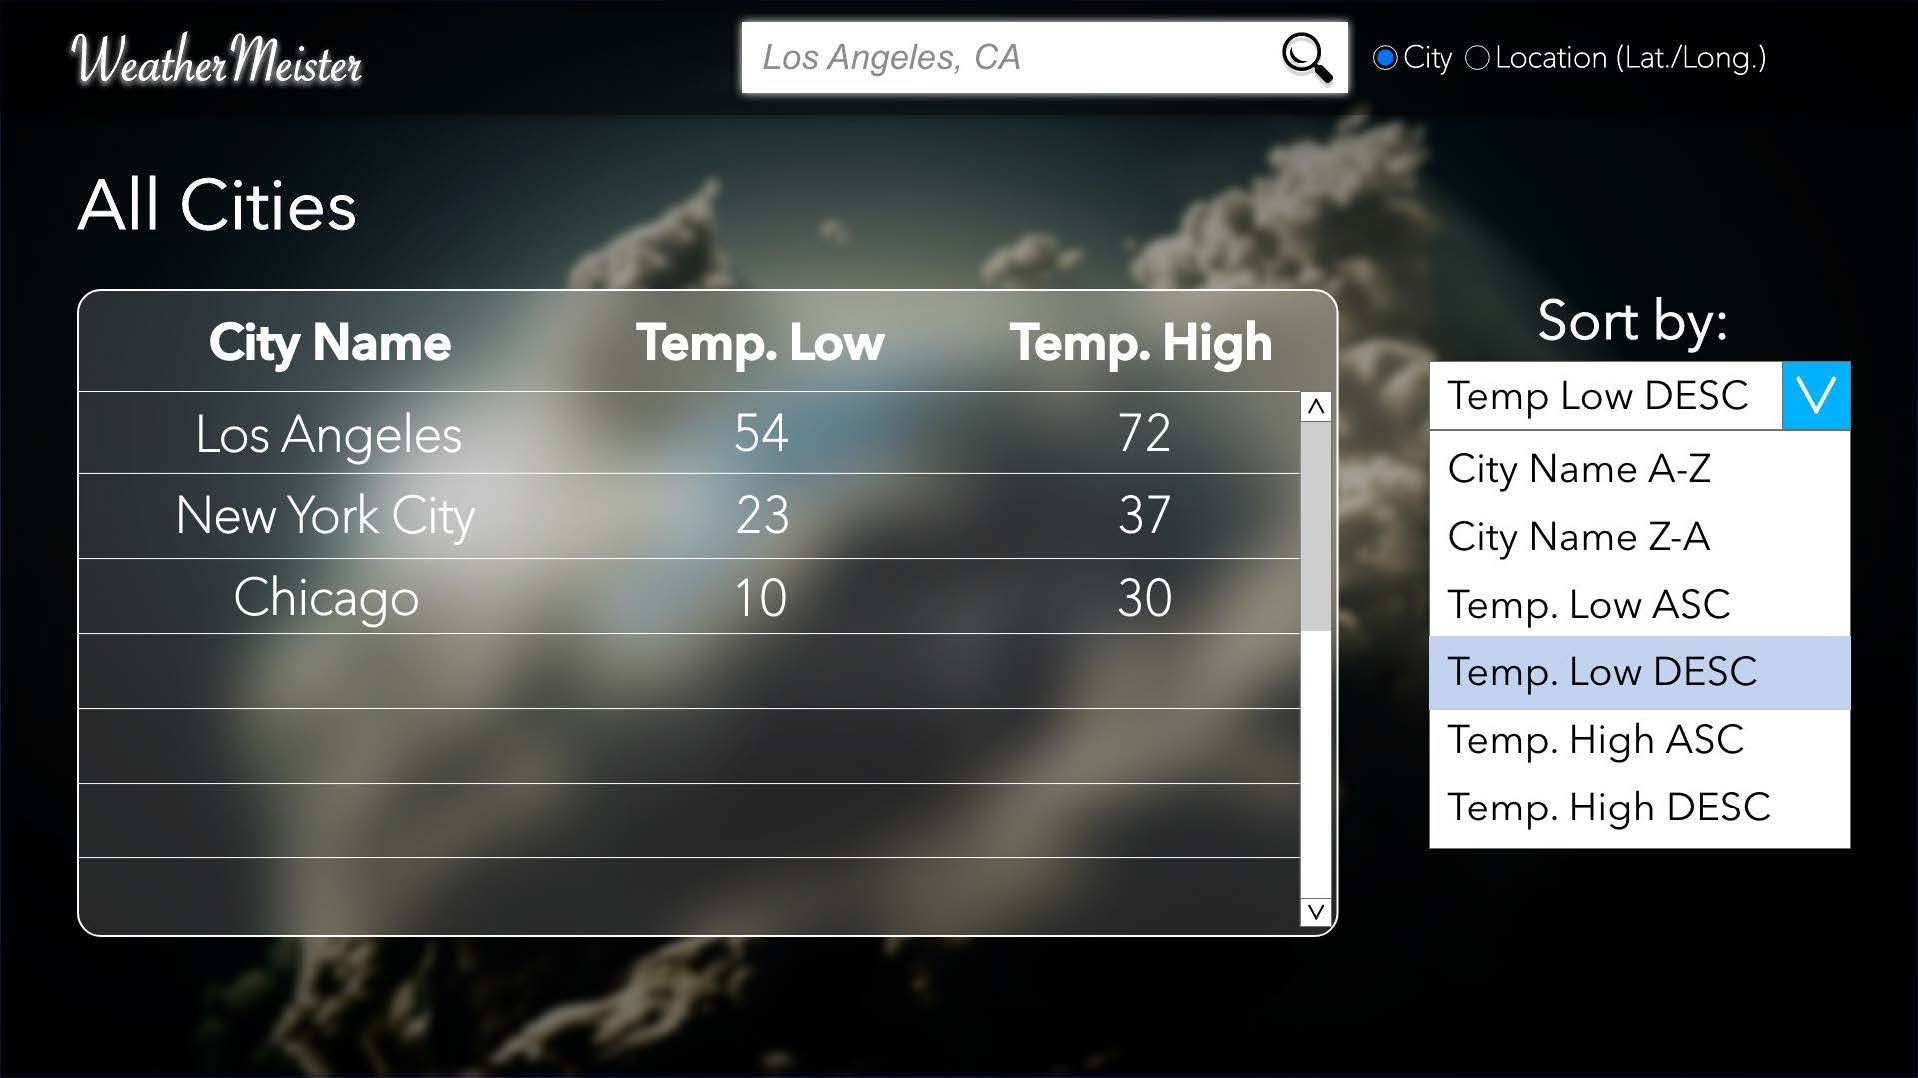 WeatherMeister
Los Angeles, CA
City Location (Lat./Long.)
All Cities
City Name Temp. Low Temp. High
Los Angeles 54 72
New York City 23 37
Chicago 10 30
Sort by:
Temp Low DESC
City Name A-Z
City Name Z-A
Temp. Low ASC
Temp. Low DESC
Temp. High ASC
Temp. High DESC